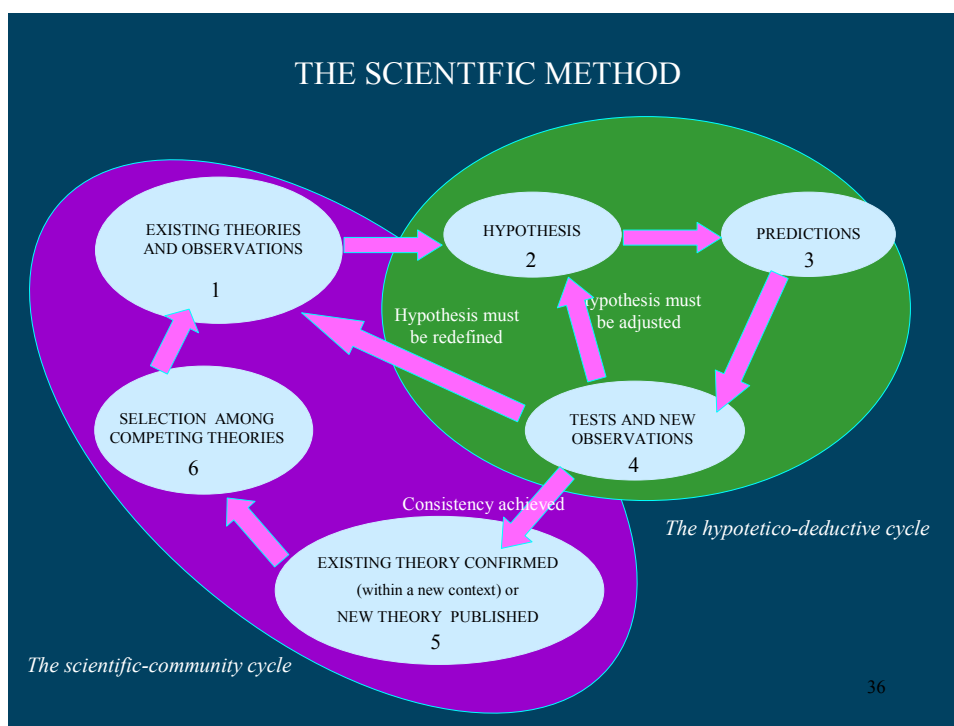 THE SCIENTIFIC METHOD
EXISTING THEORIES
AND OBSERVATIONS
1
HYPOTHESIS
2
PREDICTIONS
3
Hypothesis must
be redefined
ypothesis must
be adjusted
SELECTION AMONG
COMPETING THEORIES
6
TESTS AND NEW
OBSERVATIONS
4
Consistency achieved
The hypotetico-deductive cycle
EXISTING THEORY CONFIRMED
(within a new context) or
NEW THEORY PUBLISHED
5
The scientific-community cycle
36